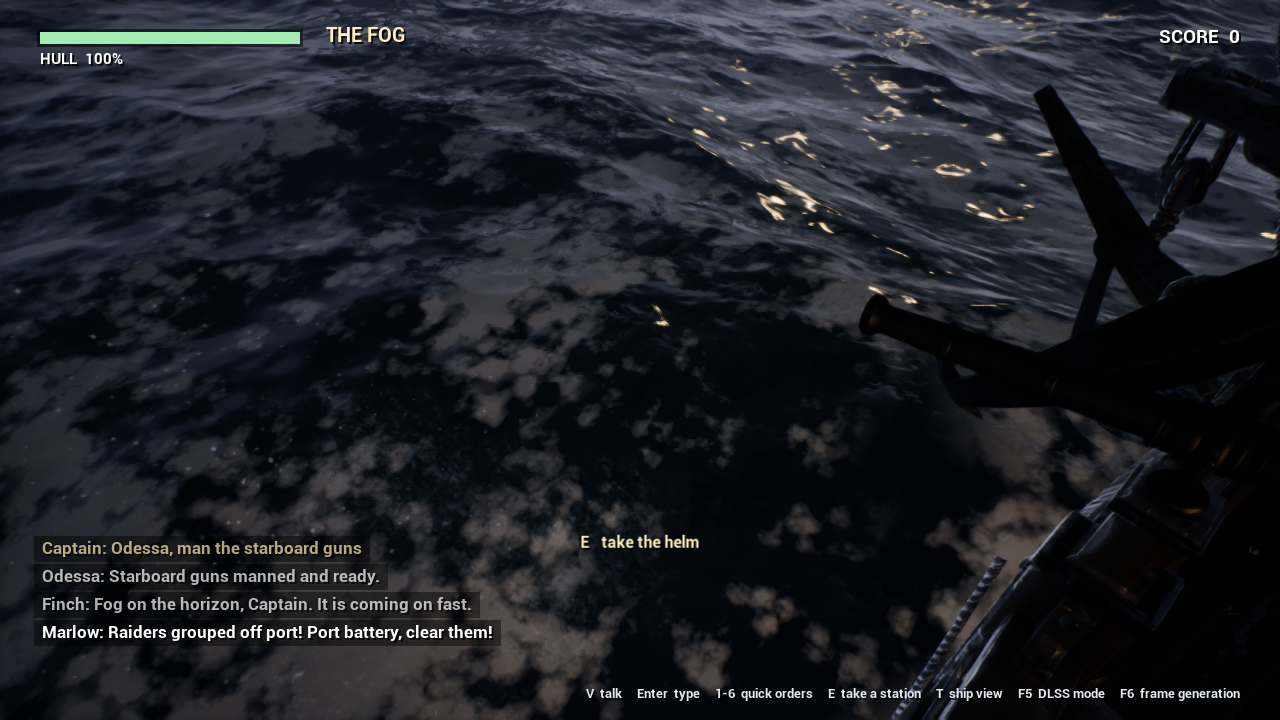 THE FOG
SCORE 0
HULL 100%
E take the helm
Captain: Odessa, man the starboard guns
Odessa: Starboard guns manned and ready.
Finch: Fog on the horizon, Captain. It is coming on fast.
Marlow: Raiders grouped off port! Port battery, clear them!
V talk Enter type 1-6 quick orders E take a station T ship view F5 DLSS mode F6 frame generation